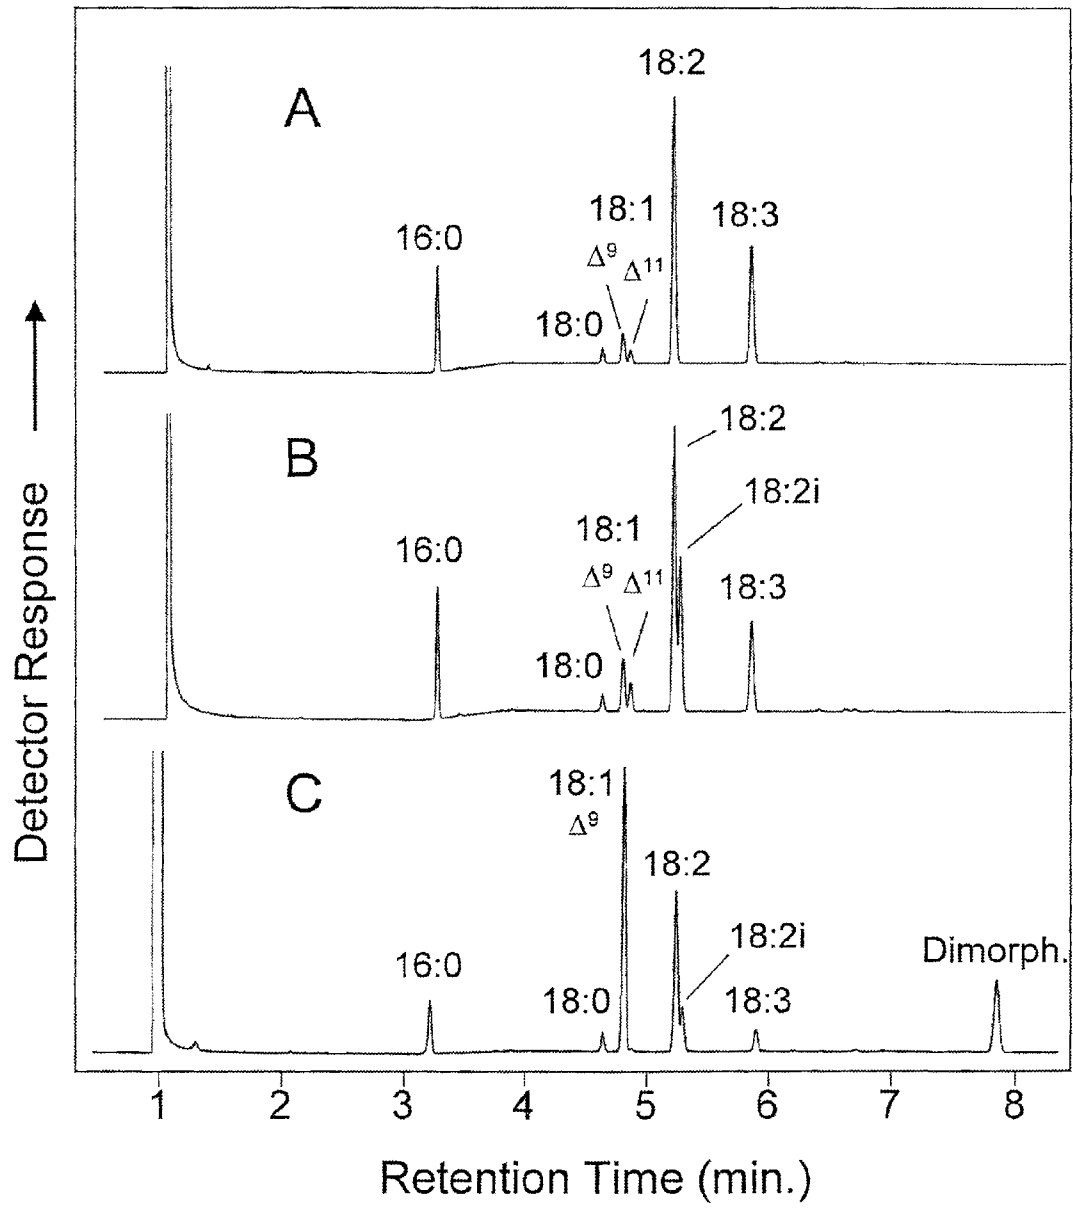 18:2
A
18:1
18:3
16:0
Δ⁹
Δ¹¹
18:0
18:2
B
18:2i
18:1
16:0
Δ⁹
Δ¹¹
18:3
18:0
C
18:1
Δ⁹
18:2
18:2i
Dimorph.
16:0
18:0
18:3
Detector Response
1 2 3 4 5 6 7 8
Retention Time (min.)